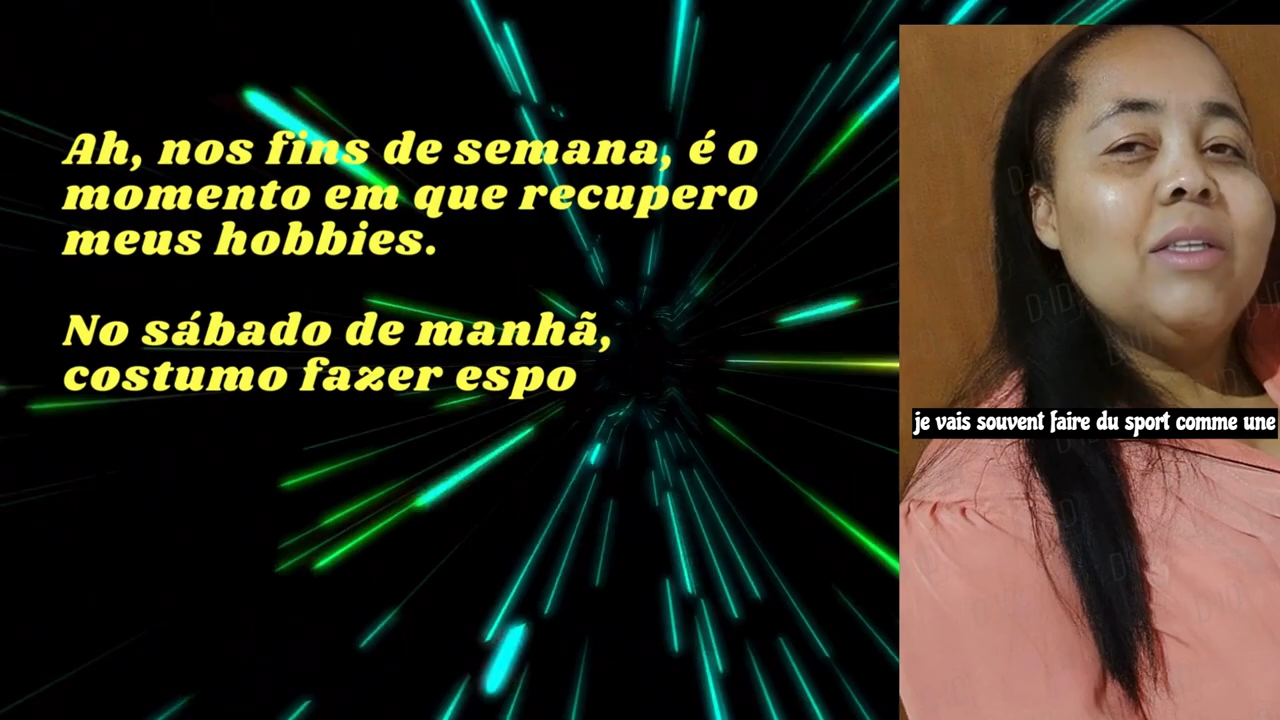 Ah, nos fins de semana, é o
momento em que recupero
meus hobbies.
No sábado de manhã,
costumo fazer espo
je vais souvent faire du sport comme une